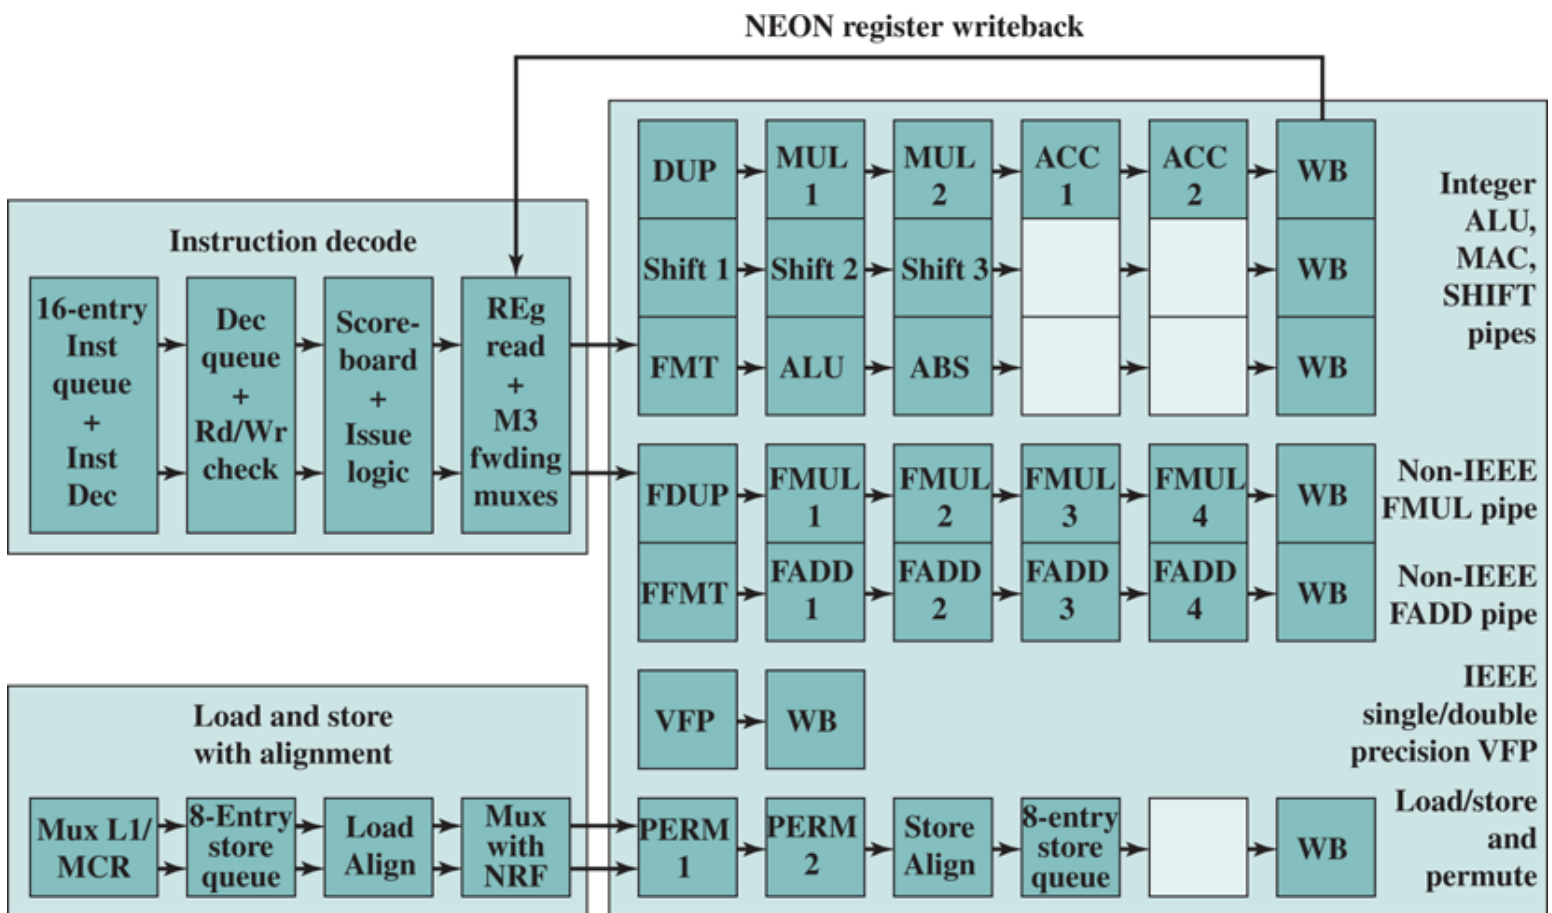 NEON register writeback
Instruction decode
16-entry
Inst
queue
+
Inst
Dec
Dec
queue
+
Rd/Wr
check
Score-
board
+
Issue
logic
REg
read
+
M3
fwding
muxes
DUP
MUL
1
MUL
2
ACC
1
ACC
2
WB
Shift 1
Shift 2
Shift 3
WB
FMT
ALU
ABS
WB
Integer
ALU,
MAC,
SHIFT
pipes
FDUP
FMUL
1
FMUL
2
FMUL
3
FMUL
4
WB
Non-IEEE
FMUL pipe
FFMT
FADD
1
FADD
2
FADD
3
FADD
4
WB
Non-IEEE
FADD pipe
VFP
WB
IEEE
single/double
precision VFP
Load and store
with alignment
Mux L1/
MCR
8-Entry
store
queue
Load
Align
Mux
with
NRF
PERM
1
PERM
2
Store
Align
8-entry
store
queue
WB
Load/store
and
permute